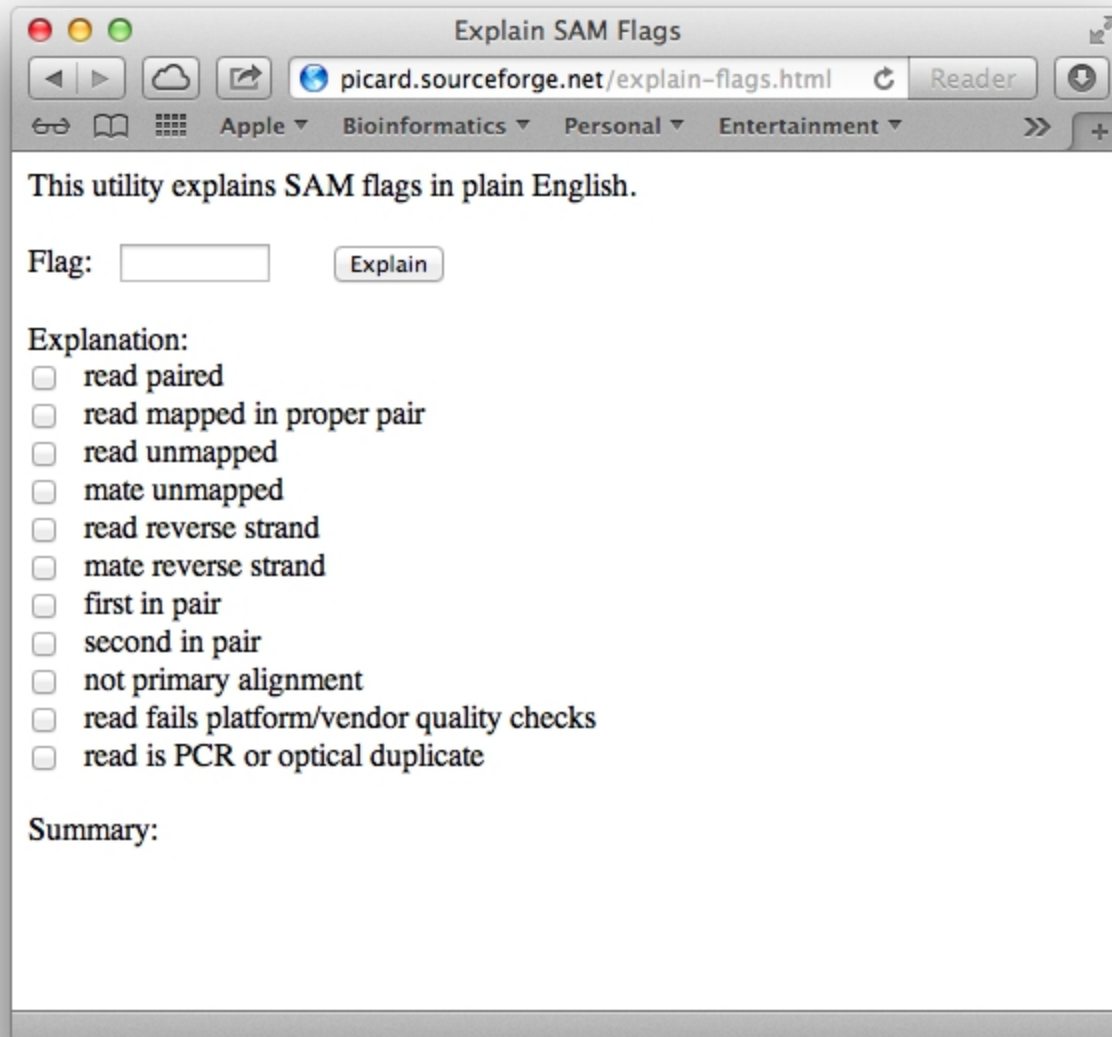 Explain SAM Flags
picard.sourceforge.net/explain-flags.html Reader
Apple Bioinformatics Personal Entertainment
This utility explains SAM flags in plain English.
Flag: Explain
Explanation:
read paired
read mapped in proper pair
read unmapped
mate unmapped
read reverse strand
mate reverse strand
first in pair
second in pair
not primary alignment
read fails platform/vendor quality checks
read is PCR or optical duplicate
Summary: